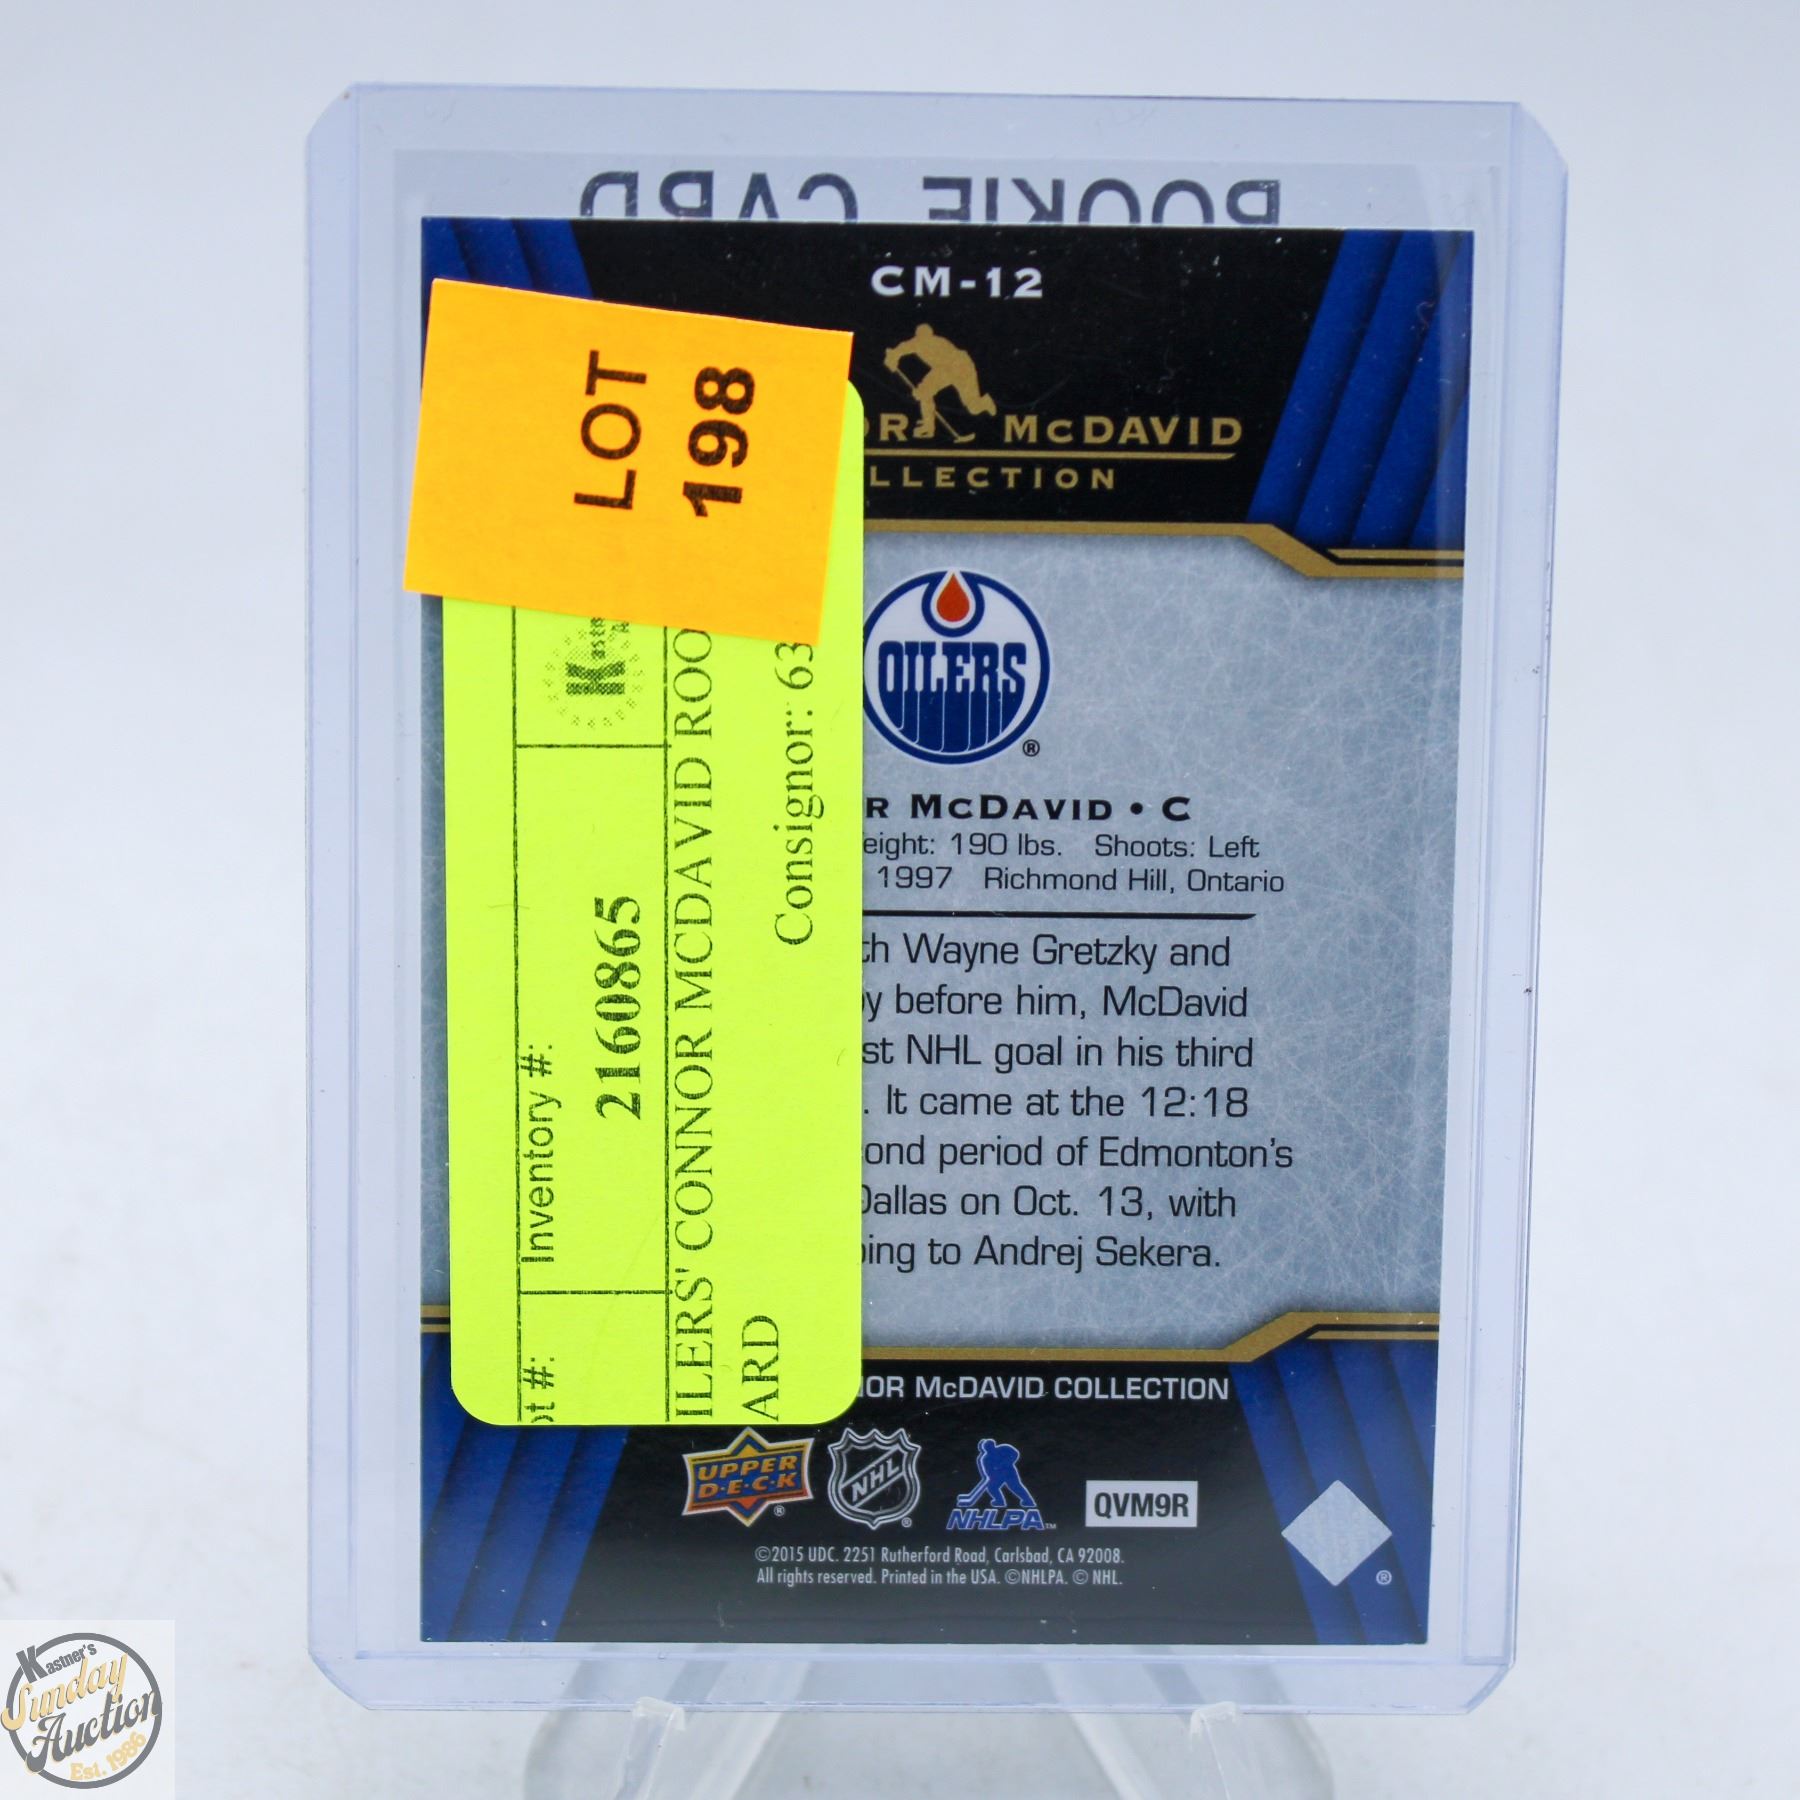 ROOKIE CARD
CM-12
OR McDAVID
LLECTION
LOT
198
OILERS
®
R McDAVID • C
eight: 190 lbs. Shoots: Left
1997 Richmond Hill, Ontario
th Wayne Gretzky and
y before him, McDavid
st NHL goal in his third
. It came at the 12:18
ond period of Edmonton's
Dallas on Oct. 13, with
ing to Andrej Sekera.
ot #:
Inventory #:
2160865
K
ILERS' CONNOR MCDAVID ROO
ARD
Consignor:: 63
NOR McDAVID COLLECTION
UPPER
D·E·C·K
®
NHL
®
NHLPA™
QVM9R
®
©2015 UDC. 2251 Rutherford Road, Carlsbad, CA 92008.
All rights reserved. Printed in the USA. ©NHLPA. © NHL.
Kastner's
Sunday
Auction
Est. 1986